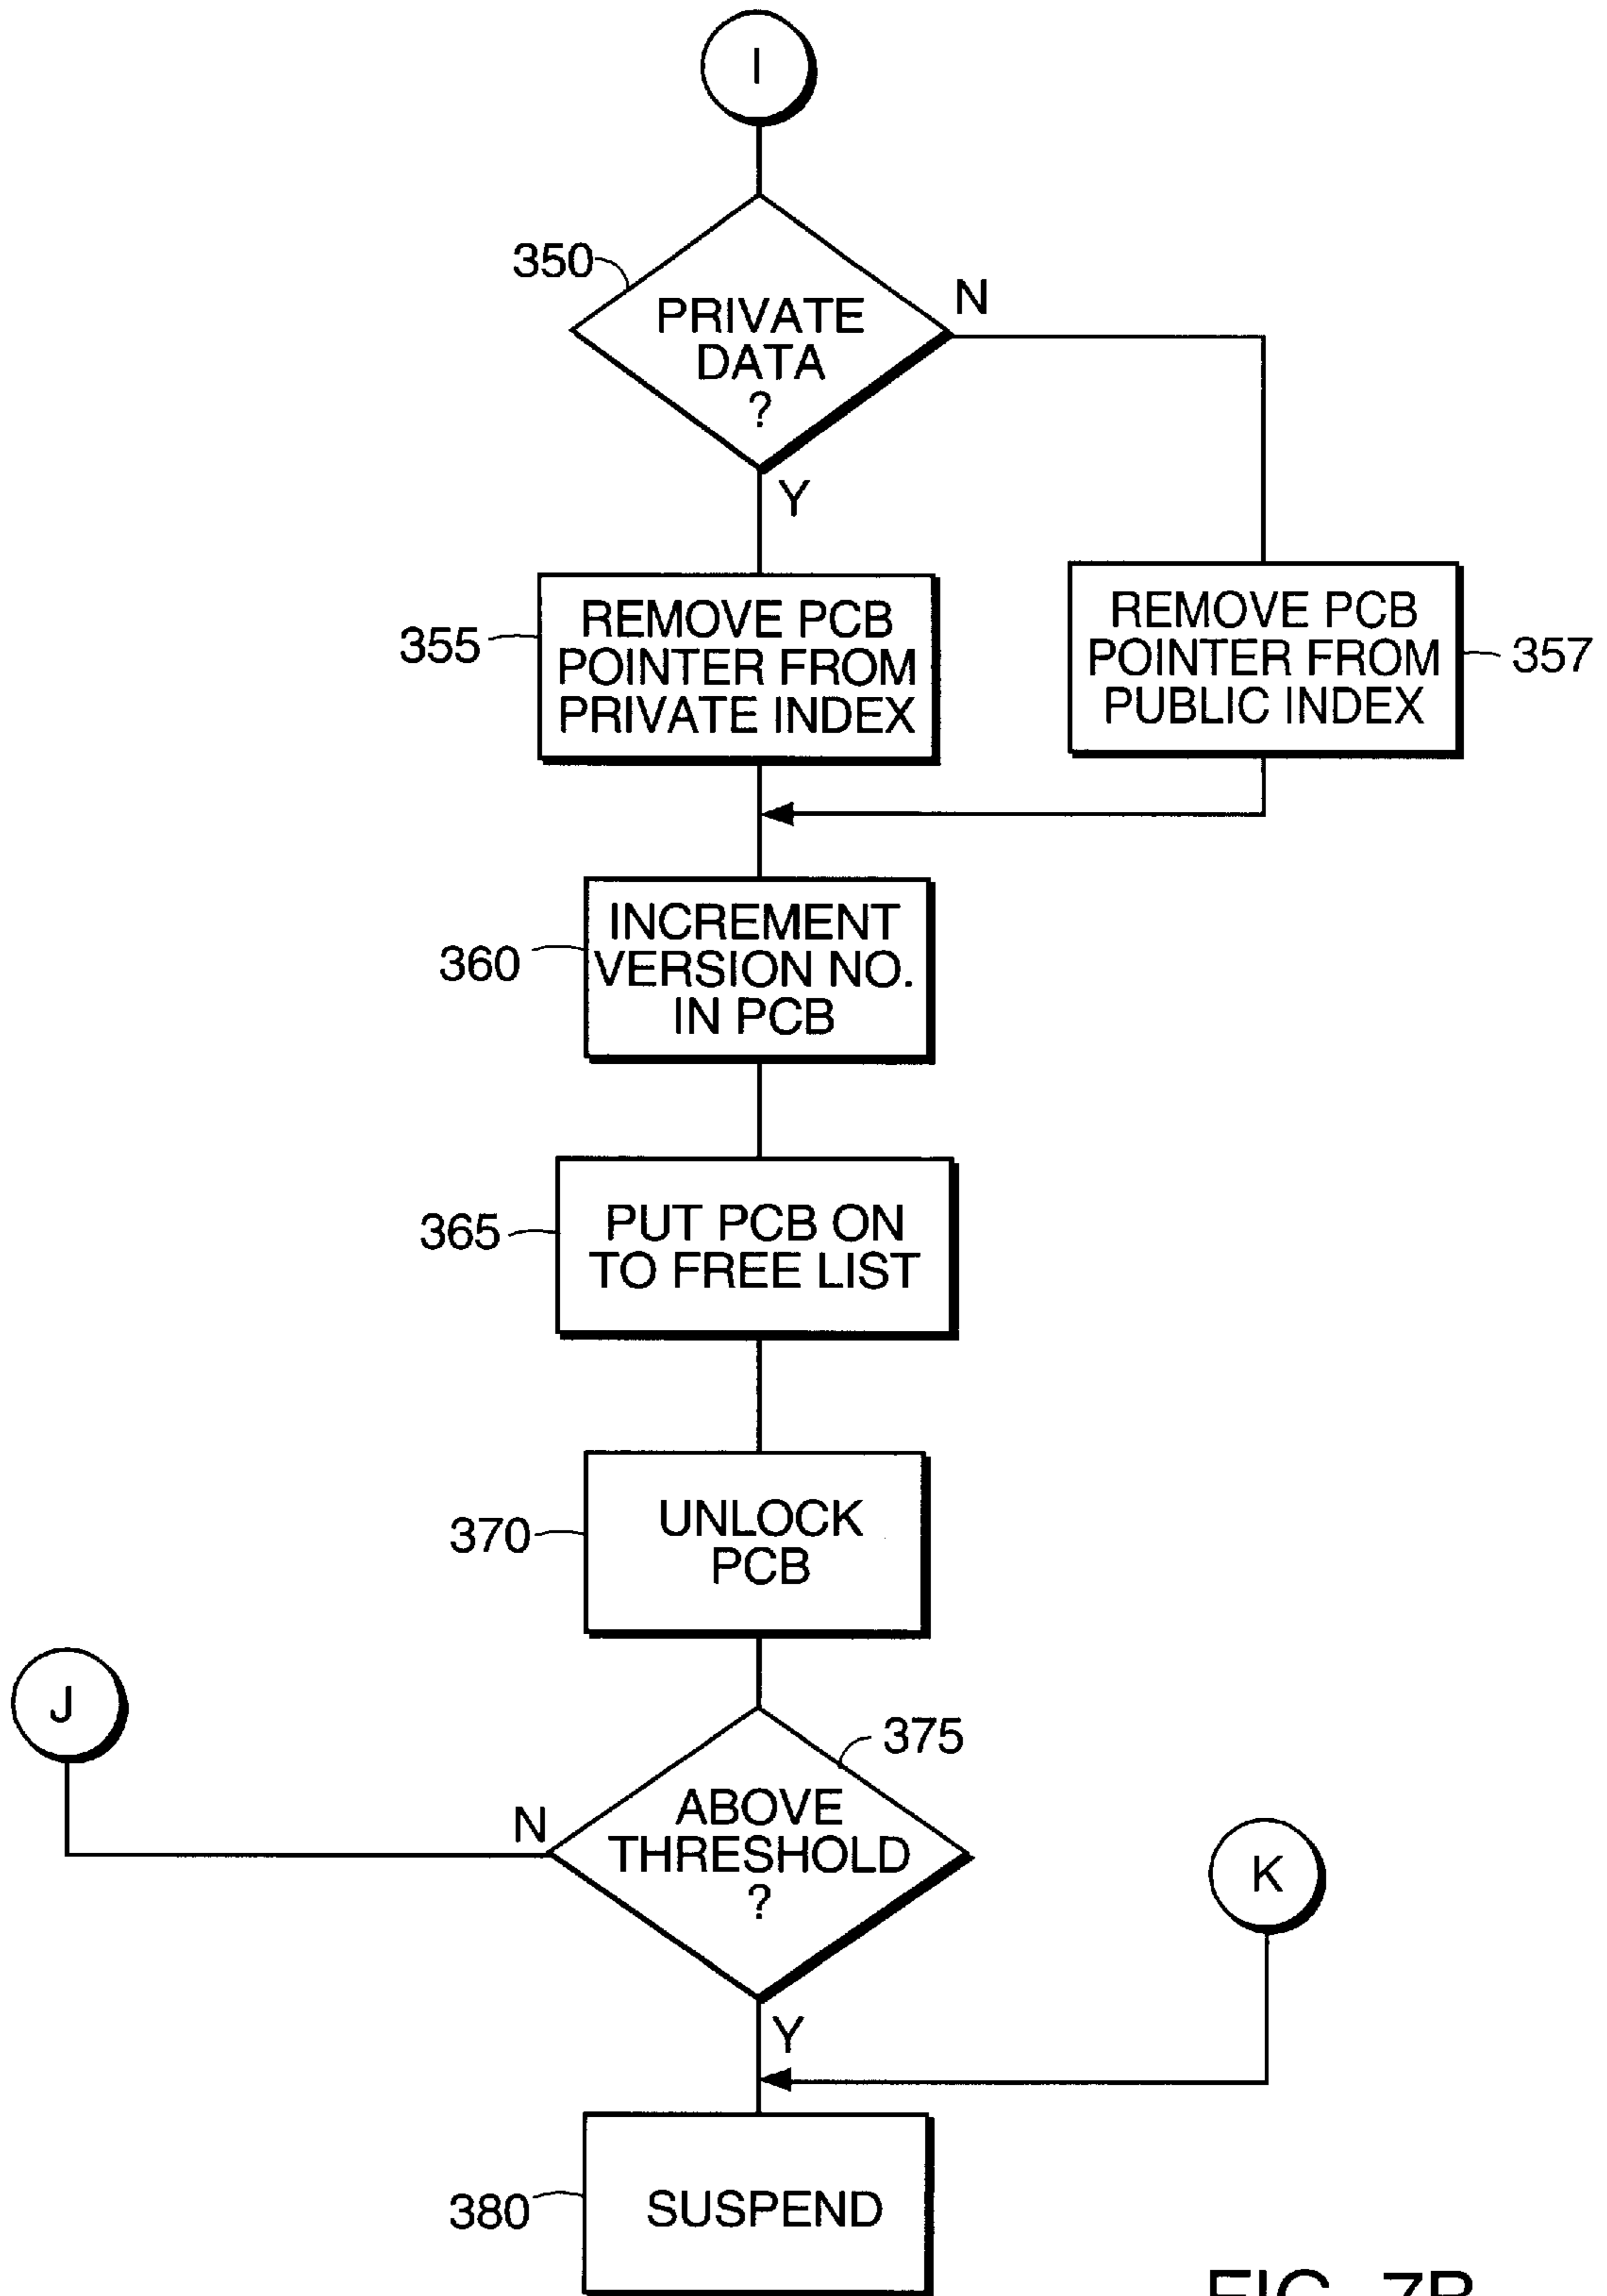 I
350
PRIVATE
DATA
?
N
Y
355
REMOVE PCB
POINTER FROM
PRIVATE INDEX
REMOVE PCB
POINTER FROM
PUBLIC INDEX
357
360
INCREMENT
VERSION NO.
IN PCB
365
PUT PCB ON
TO FREE LIST
370
UNLOCK
PCB
J
375
N
ABOVE
THRESHOLD
?
K
Y
380
SUSPEND
FIG. 7B